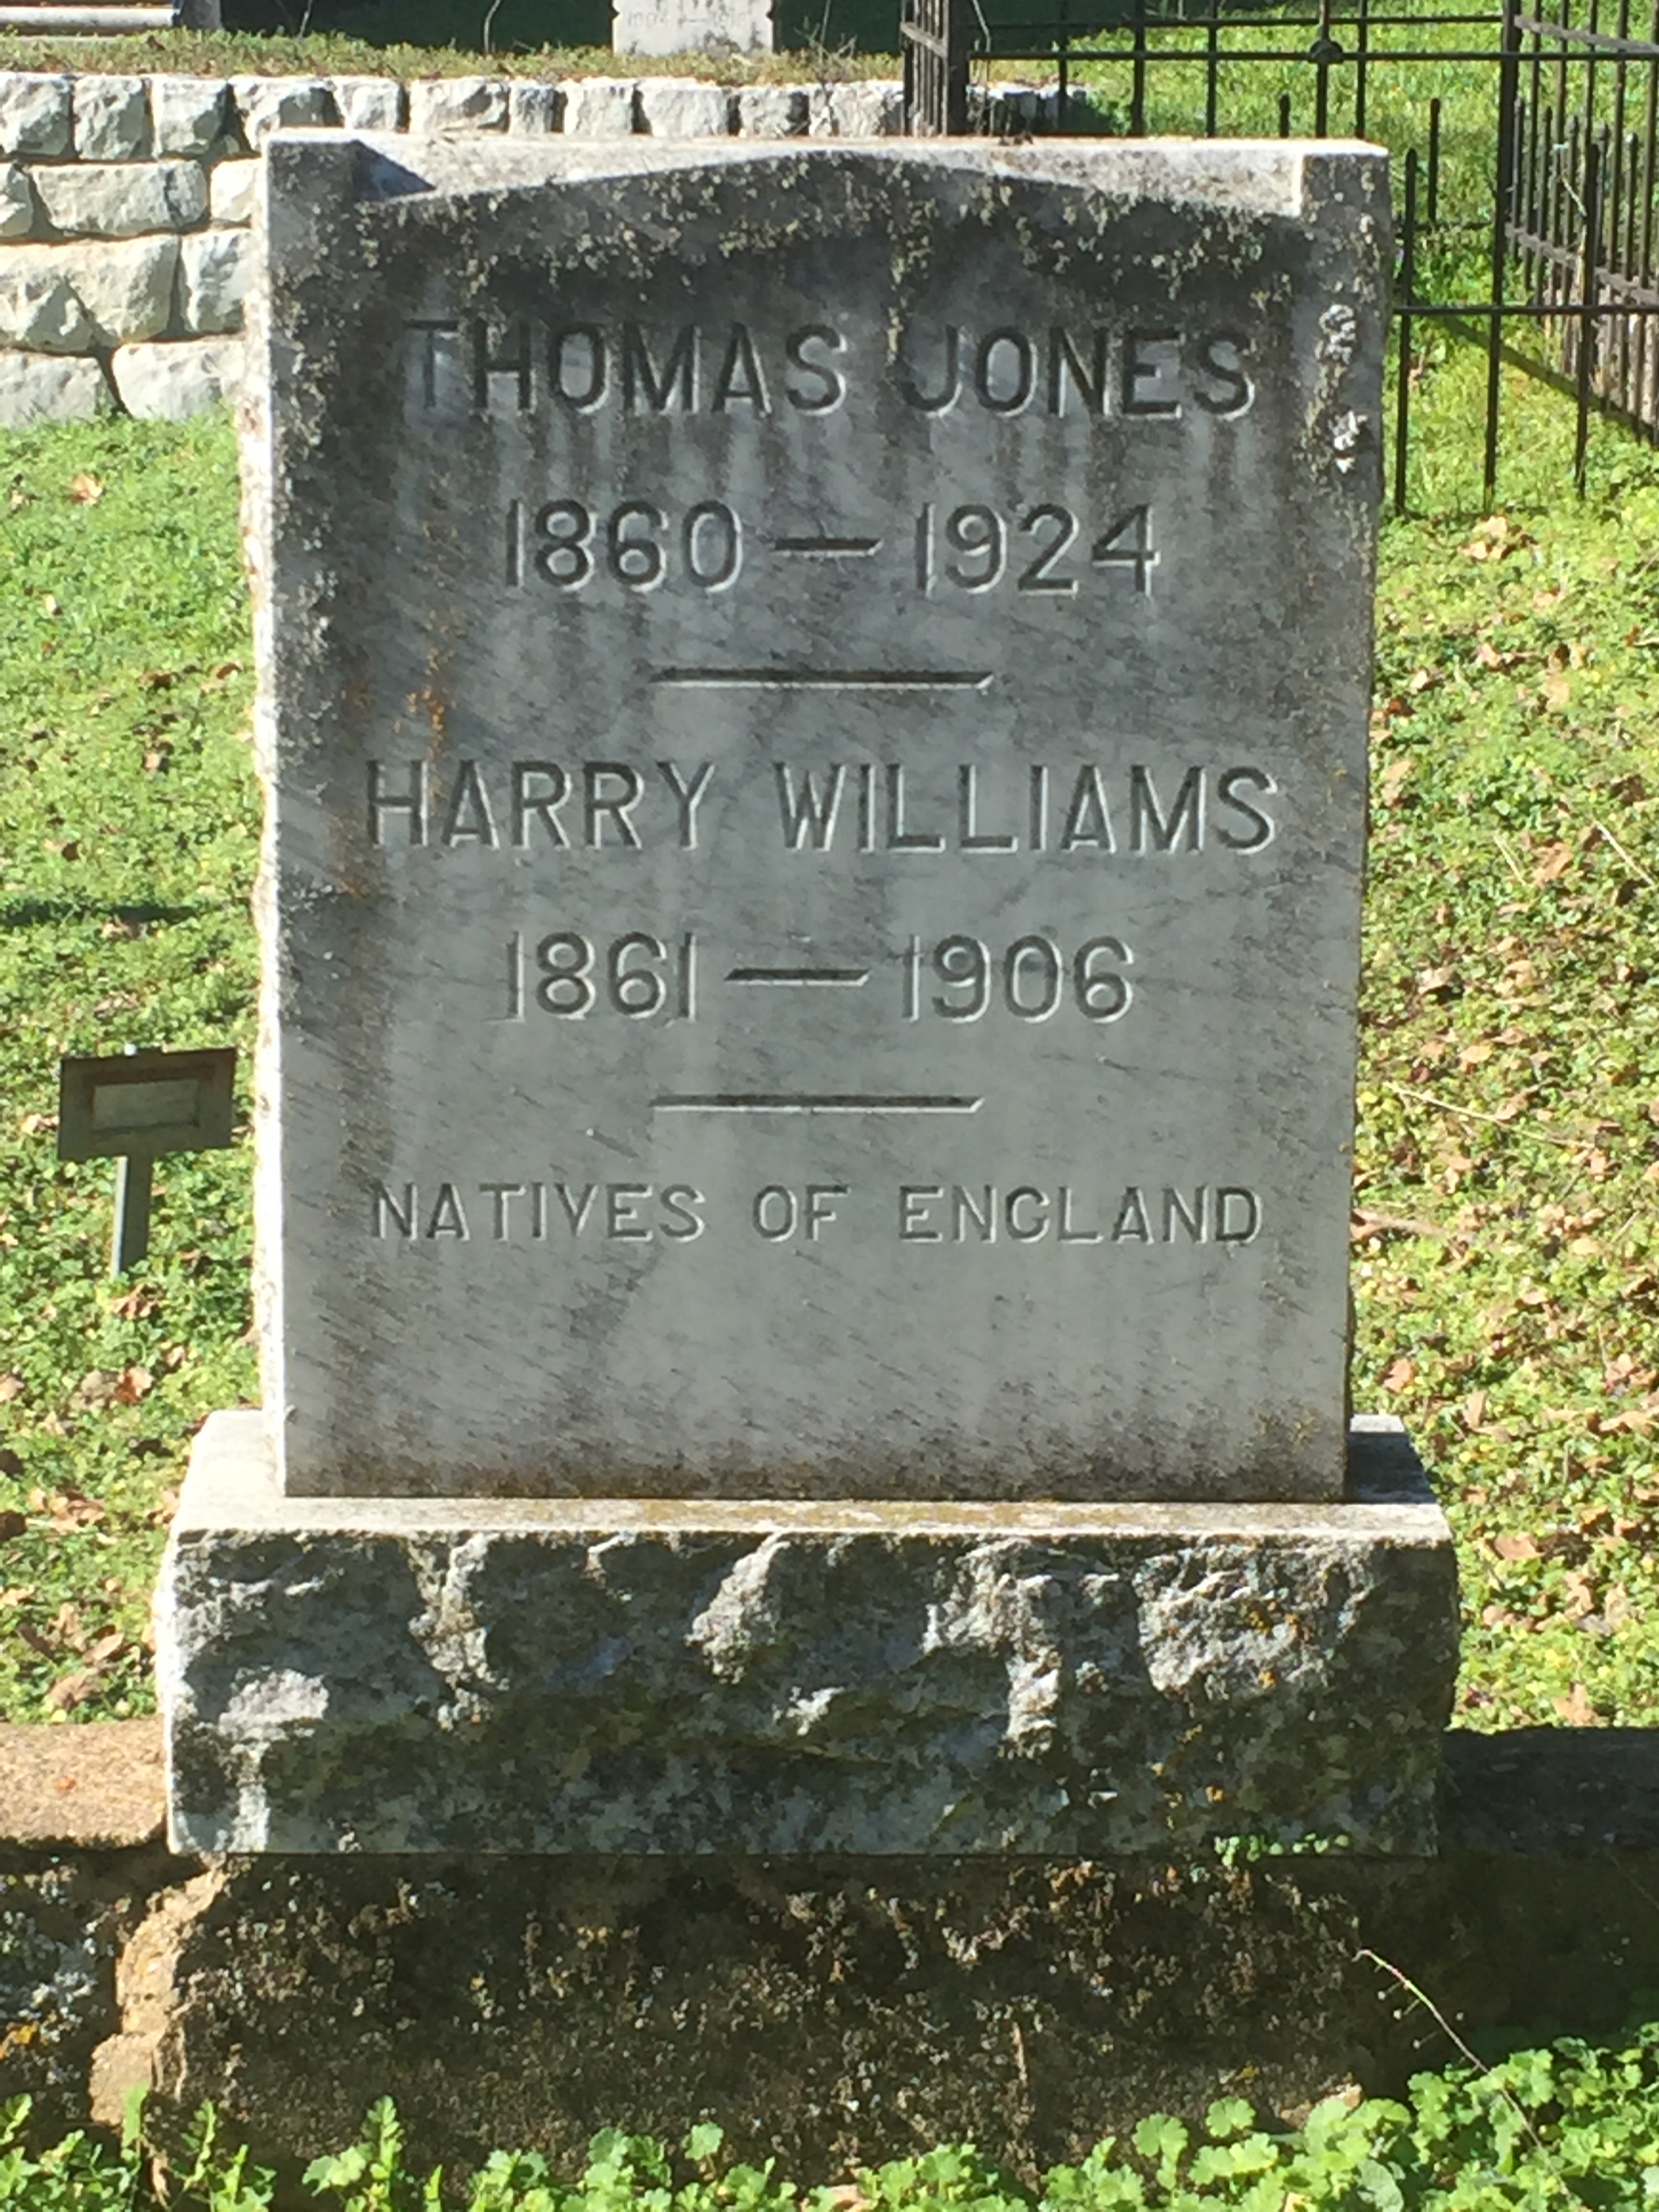 THOMAS JONES
1860 — 1924
HARRY WILLIAMS
1861 — 1906
NATIVES OF ENGLAND